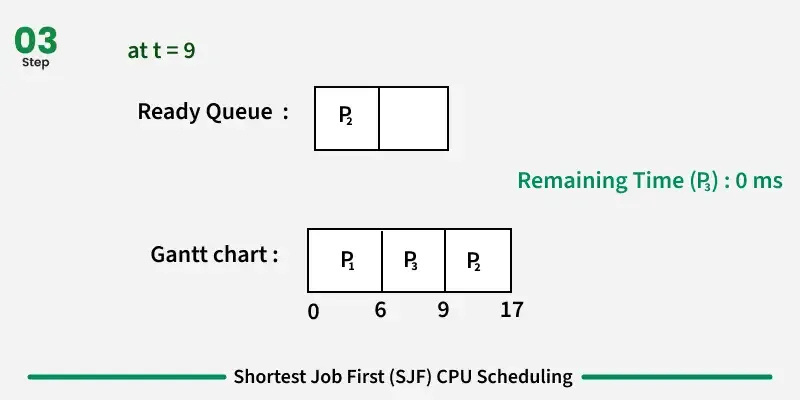 03
Step
at t = 9
Ready Queue :
P₂
Remaining Time (P₃) : 0 ms
Gantt chart :
P₁ P₃ P₂
0 6 9 17
Shortest Job First (SJF) CPU Scheduling